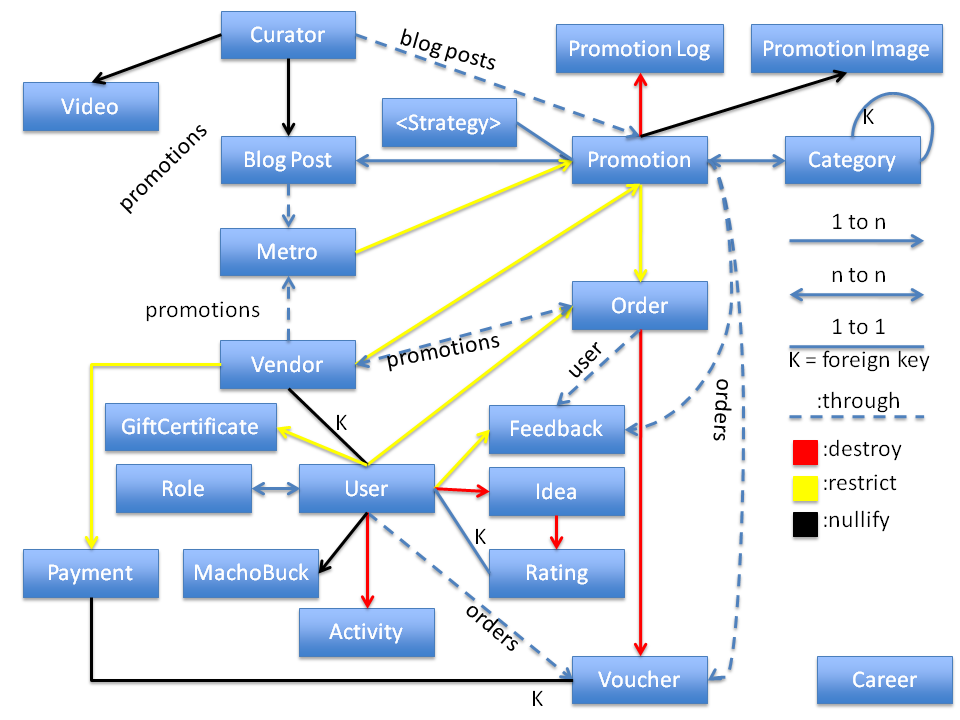 Curator
blog posts
Promotion Log
Promotion Image
Video
<Strategy>
K
promotions
Blog Post
Promotion
Category
Metro
1 to n
n to n
promotions
Order
1 to 1
K = foreign key
Vendor
promotions
user
:through
orders
GiftCertificate
K
Feedback
:destroy
Role
User
Idea
:restrict
:nullify
K
Payment
MachoBuck
Rating
orders
Activity
Voucher
Career
K